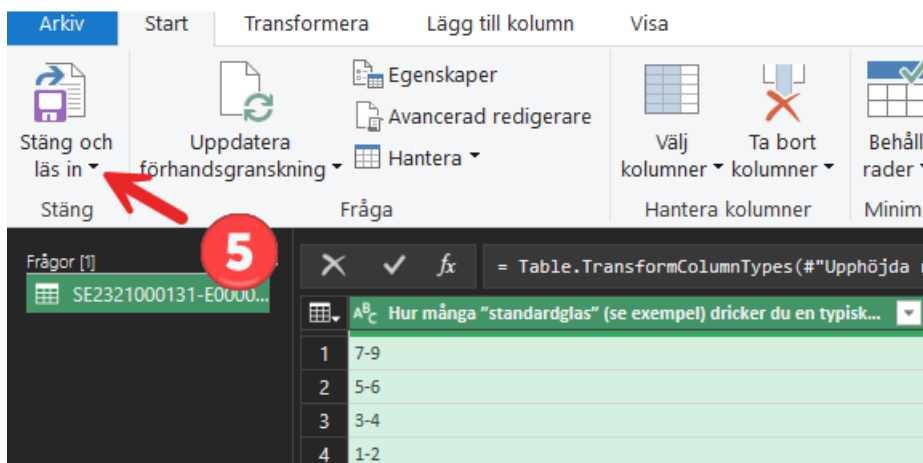 Arkiv Start Transformera Lägg till kolumn Visa
Egenskaper
Avancerad redigerare
Hantera
Stäng och
läs in
Uppdatera
förhandsgranskning
Välj
kolumner
Ta bort
kolumner
Behåll
rader
Stäng Fråga Hantera kolumner Minim
5
Frågor [1]
SE2321000131-E0000...
fx = Table.TransformColumnTypes(#"Upphöjda r
ABC Hur många ”standardglas” (se exempel) dricker du en typisk...
1 7-9
2 5-6
3 3-4
4 1-2